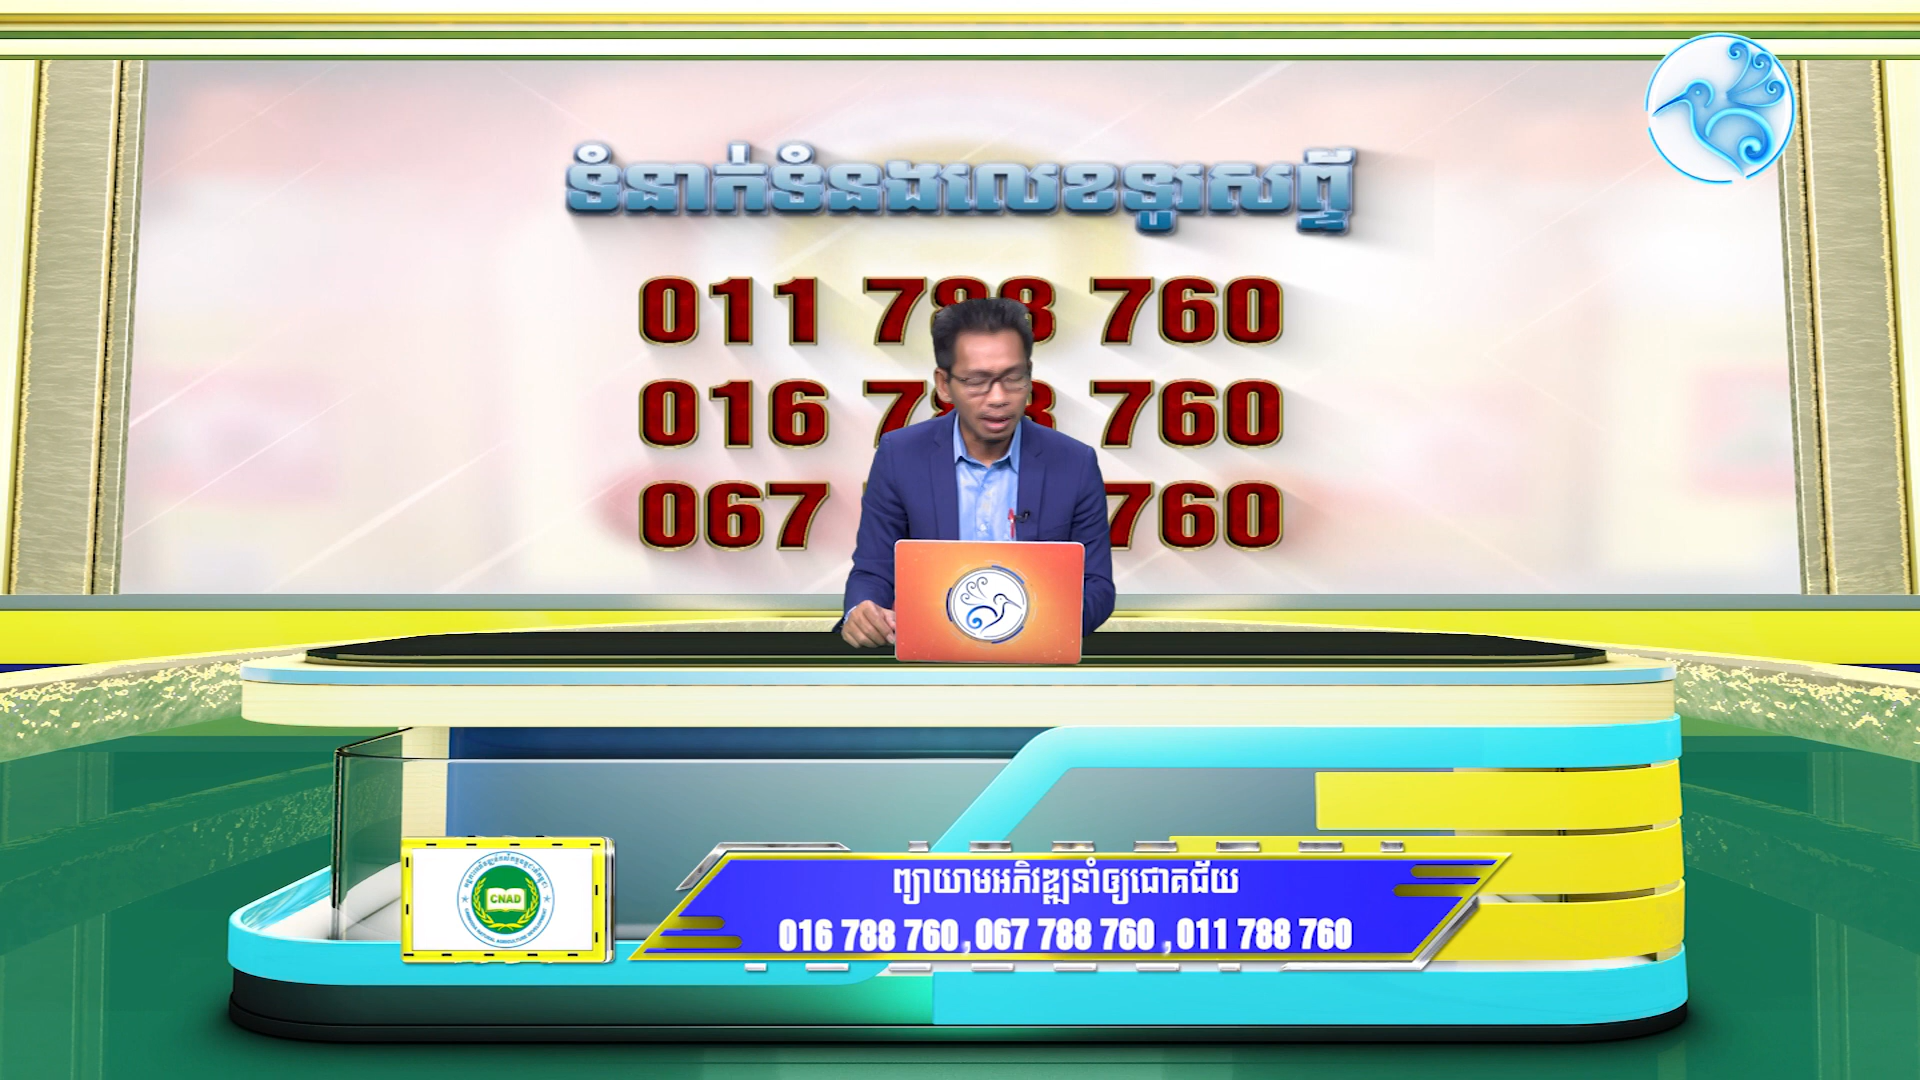 ទំនាក់ទំនងលេខទូរសព្ទ័
011 788 760
016 788 760
067 760
CNAD
ព្យាយាមអភិវឌ្ឍនាំឲ្យជោគជ័យ
016 788 760 , 067 788 760 , 011 788 760